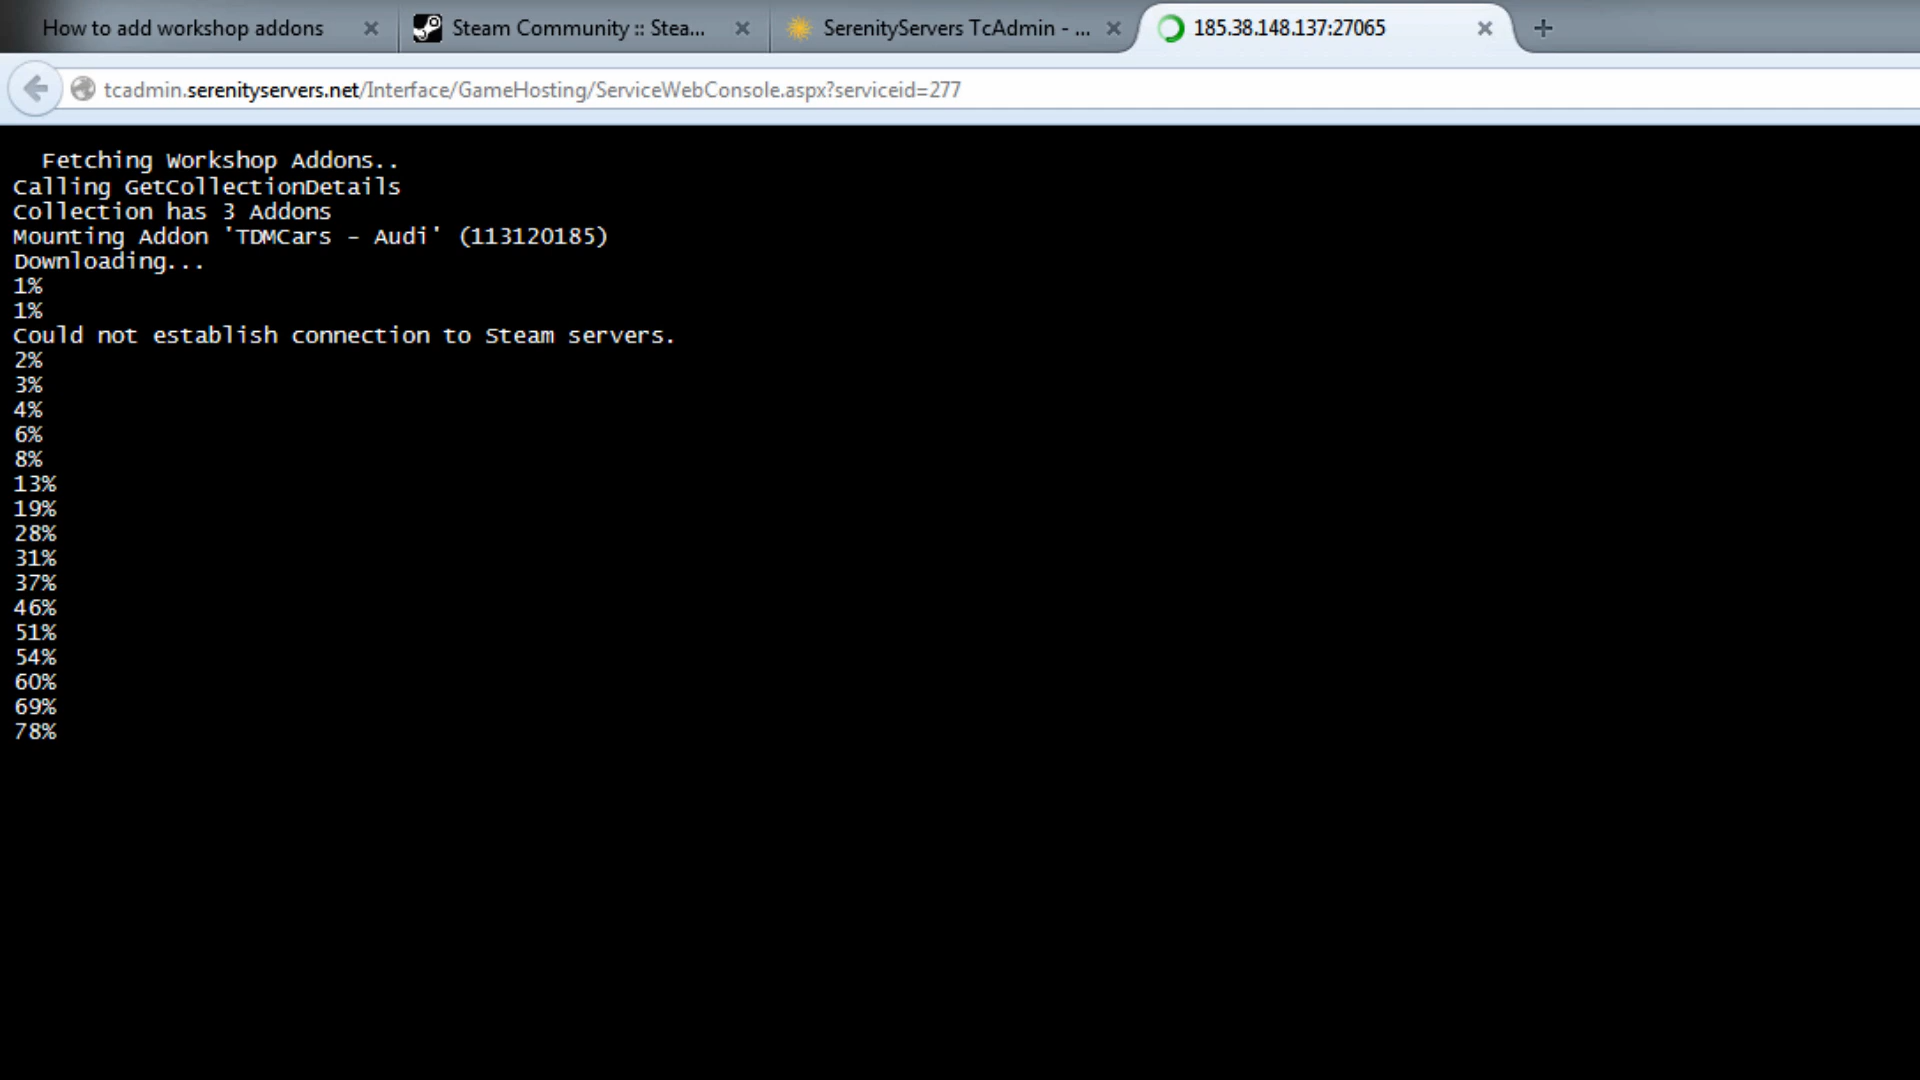 How to add workshop addons
Steam Community :: Stea...
SerenityServers TcAdmin - ...
185.38.148.137:27065
tcadmin.serenityservers.net/Interface/GameHosting/ServiceWebConsole.aspx?serviceid=277
Fetching Workshop Addons..
Calling GetCollectionDetails
Collection has 3 Addons
Mounting Addon 'TDMCars - Audi' (113120185)
Downloading...
1%
1%
Could not establish connection to Steam servers.
2%
3%
4%
6%
8%
13%
19%
28%
31%
37%
46%
51%
54%
60%
69%
78%